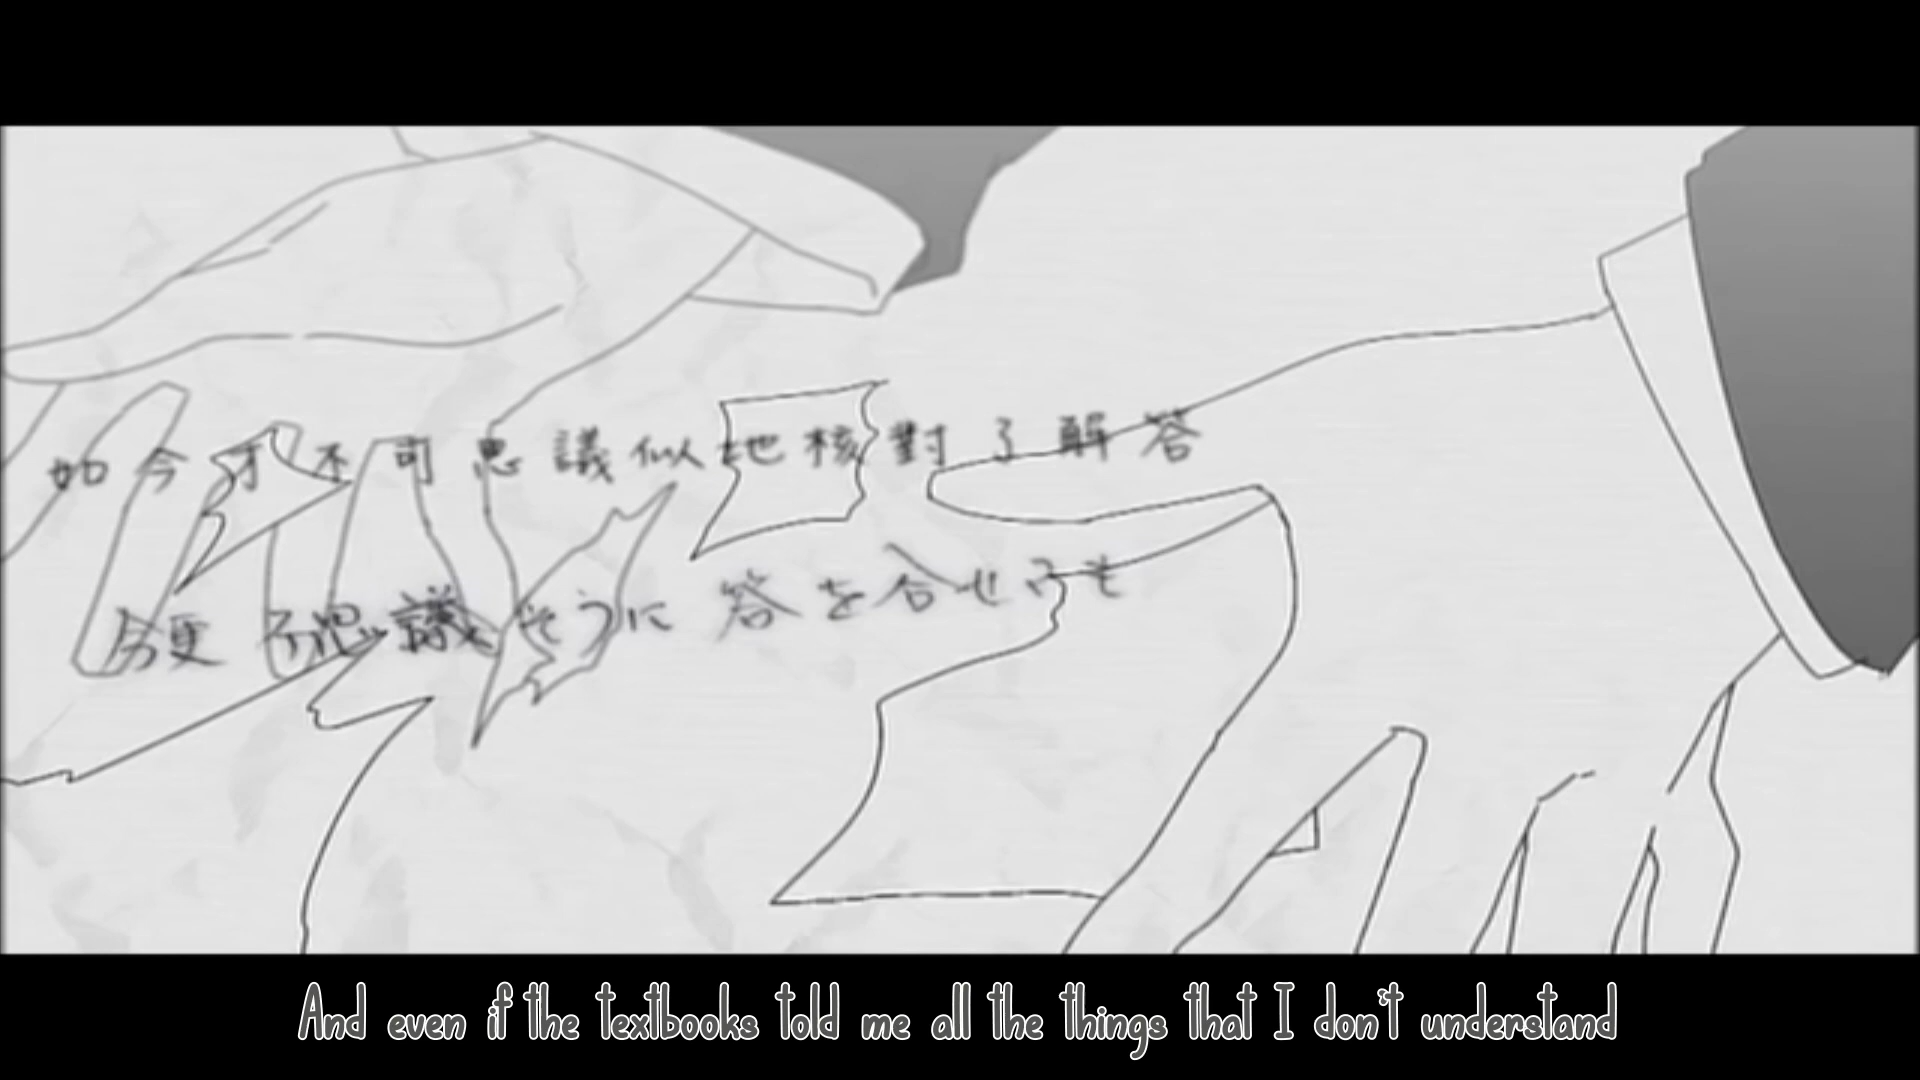 如今才不可思議似地核對了解答
今更不思議そうに 答を合せても
And even if the textbooks told me all the things that I don't understand